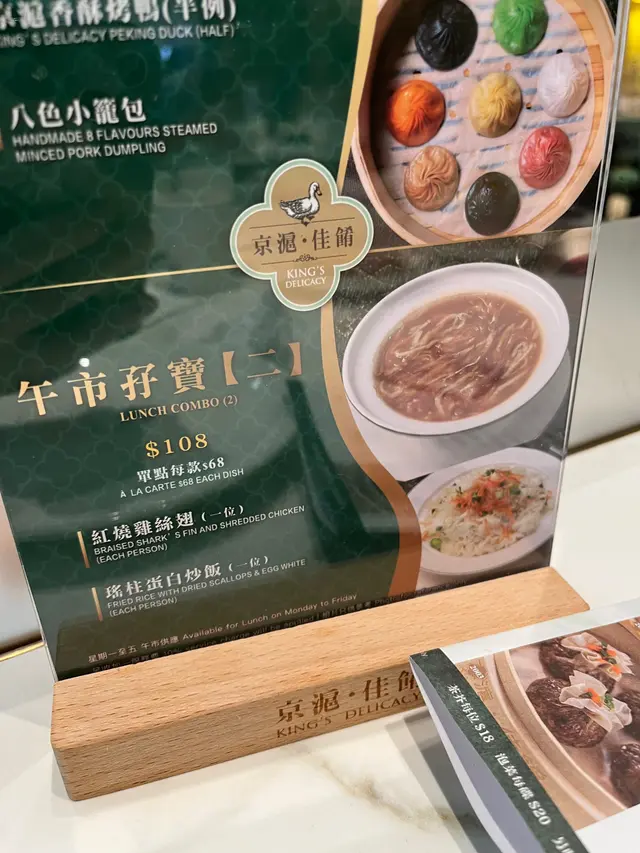 京滬香酥烤鴨(半例)
KING'S DELICACY PEKING DUCK (HALF)
八色小籠包
HANDMADE 8 FLAVOURS STEAMED
MINCED PORK DUMPLING
京滬·佳餚
KING'S
DELICACY
午市孖寶【二】
LUNCH COMBO (2)
$108
單點每款$68
À LA CARTE $68 EACH DISH
紅燒雞絲翅(一位)
BRAISED SHARK'S FIN AND SHREDDED CHICKEN
(EACH PERSON)
瑤柱蛋白炒飯(一位)
FRIED RICE WITH DRIED SCALLOPS & EGG WHITE
(EACH PERSON)
星期一至五 午市供應 Available for Lunch on Monday to Friday
京滬·佳餚
KING'S DELICACY
茶芥每位$18 泡菜每碟$20